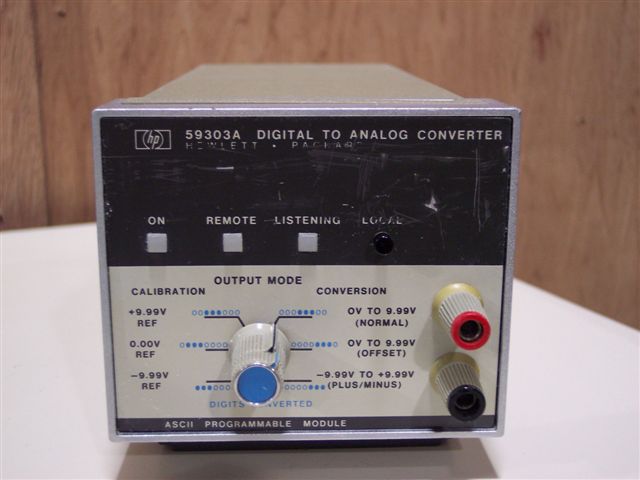 hp 59303A DIGITAL TO ANALOG CONVERTER
HEWLETT • PACKARD
ON REMOTE LISTENING LOCAL
OUTPUT MODE
CALIBRATION CONVERSION
+9.99V REF
0V TO 9.99V (NORMAL)
0.00V REF
0V TO 9.99V (OFFSET)
-9.99V REF
-9.99V TO +9.99V (PLUS/MINUS)
DIGITS CONVERTED
ASCII PROGRAMMABLE MODULE